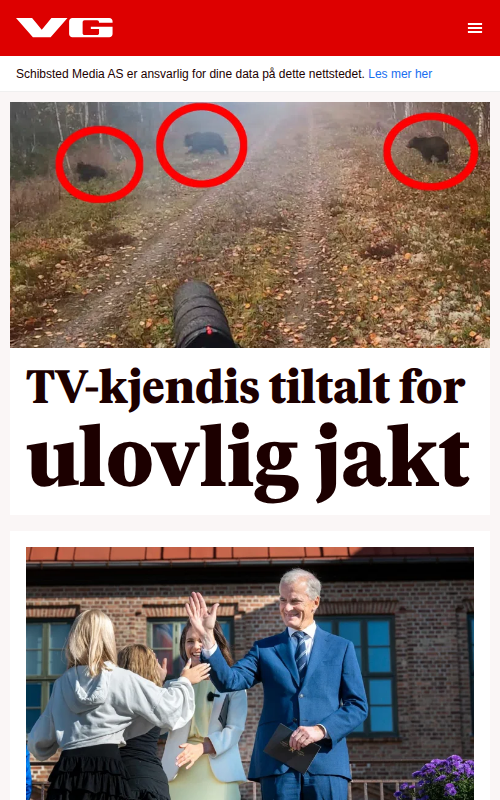 VG
Schibsted Media AS er ansvarlig for dine data på dette nettstedet. Les mer her
TV-kjendis tiltalt for
ulovlig jakt